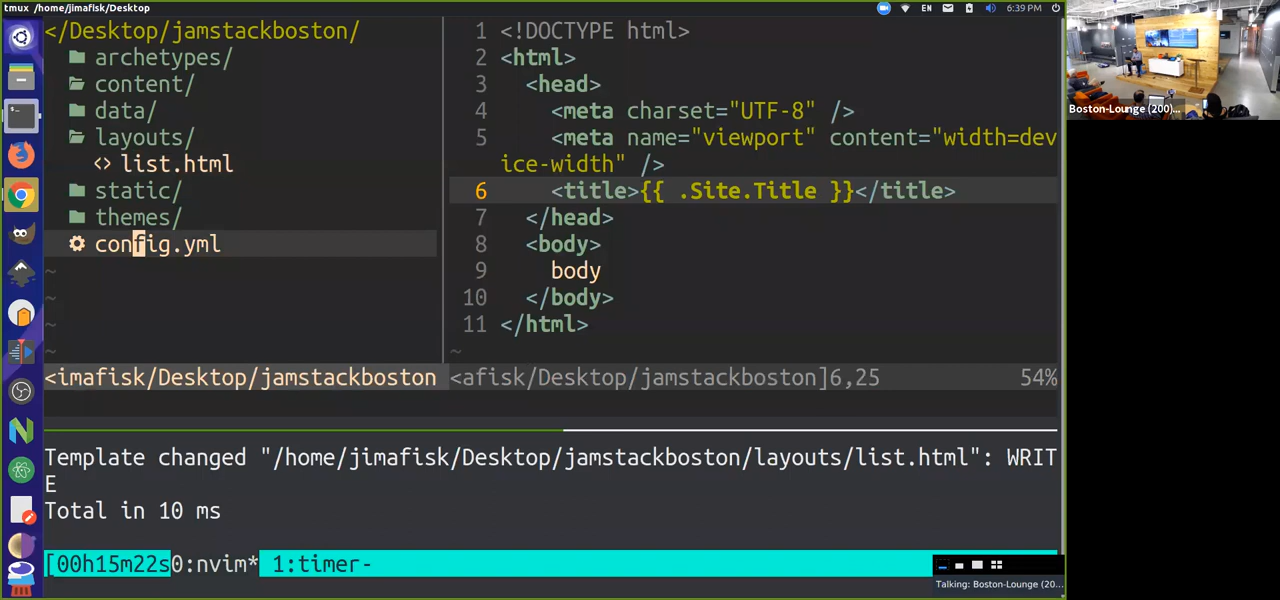 tmux /home/jimafisk/Desktop
EN
6:39 PM
</Desktop/jamstackboston/
archetypes/
content/
data/
layouts/
<> list.html
static/
themes/
config.yml
~
~
~
~
1 <!DOCTYPE html>
2 <html>
3 <head>
4 <meta charset="UTF-8" />
5 <meta name="viewport" content="width=dev
ice-width" />
6 <title>{{ .Site.Title }}</title>
7 </head>
8 <body>
9 body
10 </body>
11 </html>
~
<imafisk/Desktop/jamstackboston <afisk/Desktop/jamstackboston]6,25 54%
Template changed "/home/jimafisk/Desktop/jamstackboston/layouts/list.html": WRIT
E
Total in 10 ms
[00h15m22s0:nvim* 1:timer-
Boston-Lounge (200)...
Talking: Boston-Lounge (20...